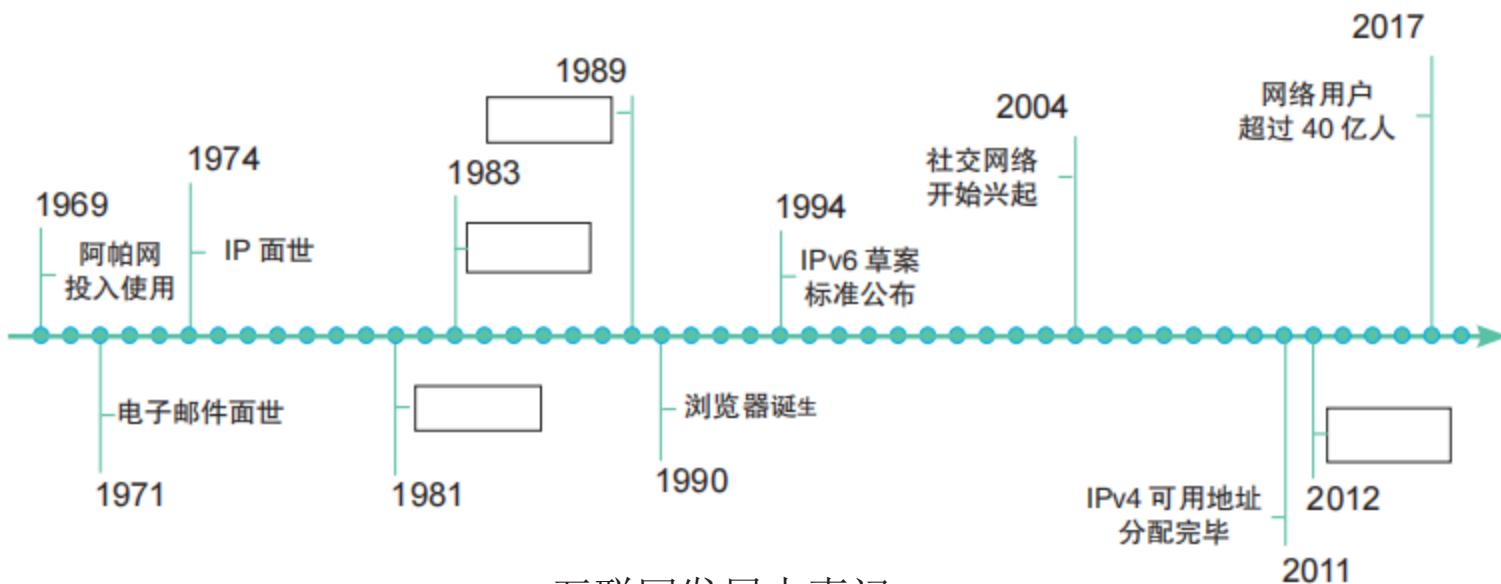 1969
阿帕网
投入使用
1971
电子邮件面世
1974
IP 面世
1981
1983
1989
1990
浏览器诞生
1994
IPv6 草案
标准公布
2004
社交网络
开始兴起
2011
IPv4 可用地址
分配完毕
2012
2017
网络用户
超过 40 亿人